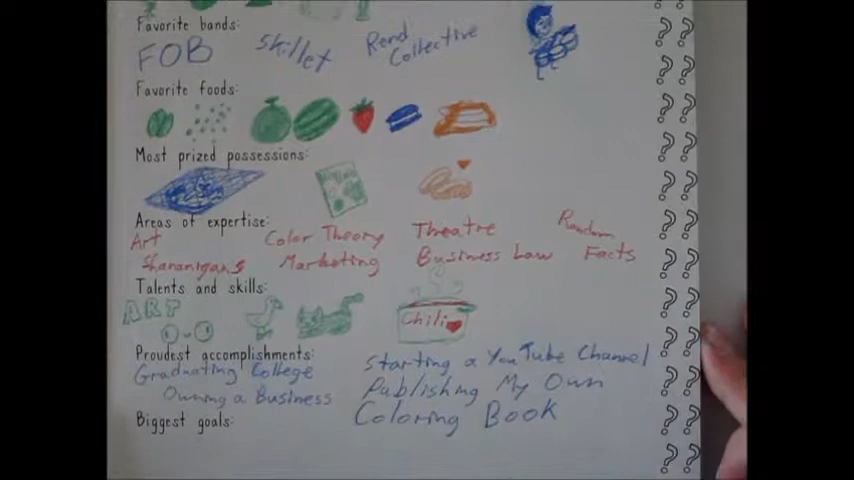 Favorite bands:
FOB Skillet Rend Collective
Favorite foods:
Most prized possessions:
Areas of expertise:
Art Color Theory Theatre Random Facts
Shananigans Marketing Business Law
Talents and skills:
ART
Chili
Proudest accomplishments:
Graduating College Starting a YouTube Channel
Owning a Business Publishing My Own
Coloring Book
Biggest goals: